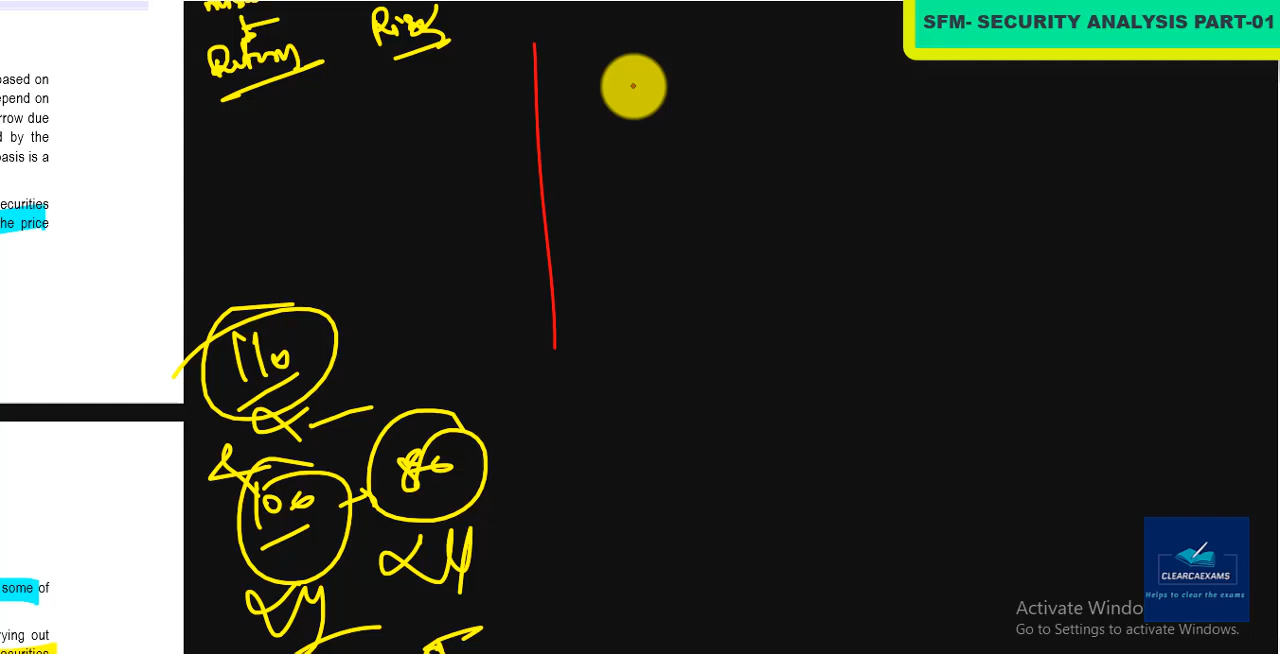 SFM- SECURITY ANALYSIS PART-01
Return
Risk
based on
epend on
rrow due
d by the
basis is a
ecurities
the price
110
100
80
some of
rying out
securities
CLEARCAEXAMS
Helps to clear the exams
Activate Windo
Go to Settings to activate Windows.